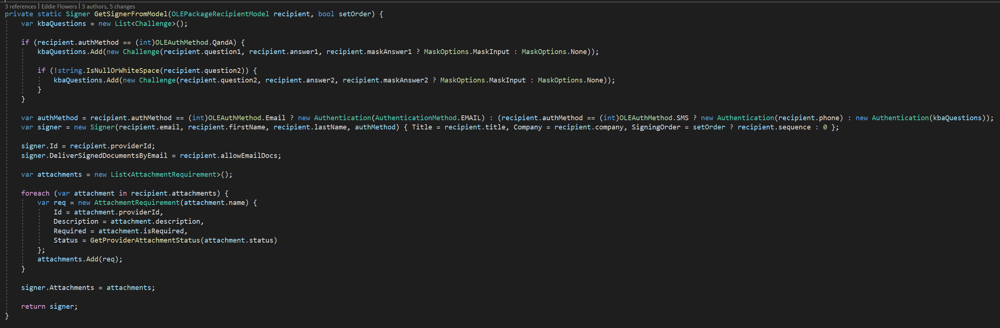 3 references | Eddie Flowers | 3 authors, 5 changes
private static Signer GetSignerFromModel(OLEPackageRecipientModel recipient, bool setOrder) {
    var kbaQuestions = new List<Challenge>();

    if (recipient.authMethod == (int)OLEAuthMethod.QandA) {
        kbaQuestions.Add(new Challenge(recipient.question1, recipient.answer1, recipient.maskAnswer1 ? MaskOptions.MaskInput : MaskOptions.None));

        if (!string.IsNullOrWhiteSpace(recipient.question2)) {
            kbaQuestions.Add(new Challenge(recipient.question2, recipient.answer2, recipient.maskAnswer2 ? MaskOptions.MaskInput : MaskOptions.None));
        }
    }

    var authMethod = recipient.authMethod == (int)OLEAuthMethod.Email ? new Authentication(AuthenticationMethod.EMAIL) : (recipient.authMethod == (int)OLEAuthMethod.SMS ? new Authentication(recipient.phone) : new Authentication(kbaQuestions));
    var signer = new Signer(recipient.email, recipient.firstName, recipient.lastName, authMethod) { Title = recipient.title, Company = recipient.company, SigningOrder = setOrder ? recipient.sequence : 0 };

    signer.Id = recipient.providerId;
    signer.DeliverSignedDocumentsByEmail = recipient.allowEmailDocs;

    var attachments = new List<AttachmentRequirement>();

    foreach (var attachment in recipient.attachments) {
        var req = new AttachmentRequirement(attachment.name) {
            Id = attachment.providerId,
            Description = attachment.description,
            Required = attachment.isRequired,
            Status = GetProviderAttachmentStatus(attachment.status)
        };
        attachments.Add(req);
    }

    signer.Attachments = attachments;

    return signer;
}